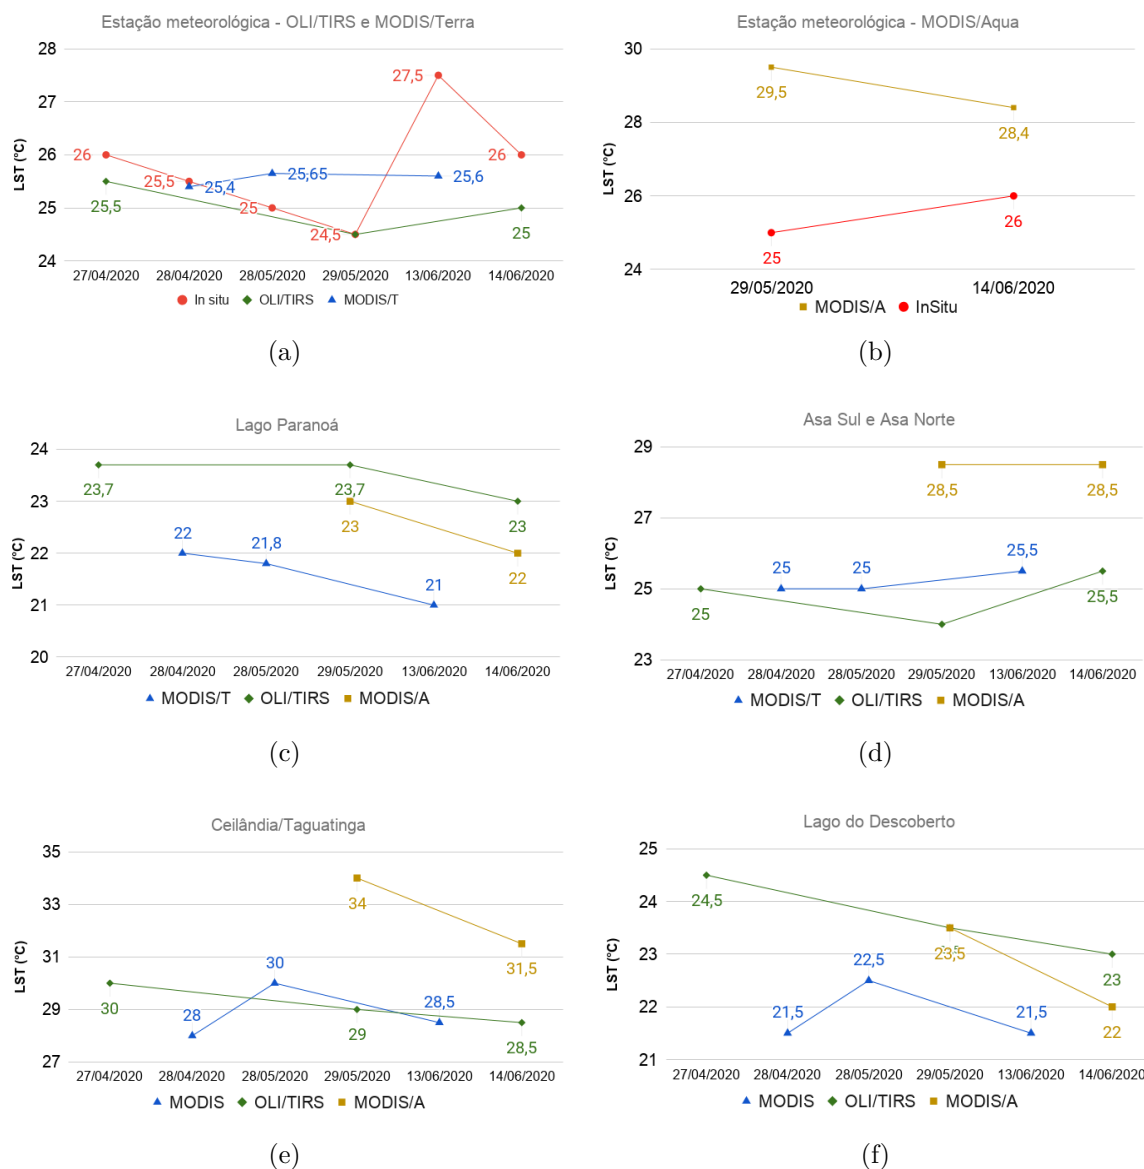 Estação meteorológica - OLI/TIRS e MODIS/Terra
28
27
26
25
24
LST (°C)
26
25,5
25,5
25,4
25
25,65
24,5
27,5
25,6
26
25
27/04/2020 28/04/2020 28/05/2020 29/05/2020 13/06/2020 14/06/2020
In situ OLI/TIRS MODIS/T
(a)
Estação meteorológica - MODIS/Aqua
30
28
26
24
LST (°C)
29,5
28,4
25
26
29/05/2020 14/06/2020
MODIS/A InSitu
(b)
Lago Paranoá
24
23
22
21
20
LST (°C)
23,7
23,7
23
23
22
22
21,8
21
27/04/2020 28/04/2020 28/05/2020 29/05/2020 13/06/2020 14/06/2020
MODIS/T OLI/TIRS MODIS/A
(c)
Asa Sul e Asa Norte
29
27
25
23
LST (°C)
28,5
28,5
25
25
25,5
25
25,5
27/04/2020 28/04/2020 28/05/2020 29/05/2020 13/06/2020 14/06/2020
MODIS/T OLI/TIRS MODIS/A
(d)
Ceilândia/Taguatinga
35
33
31
29
27
LST (°C)
34
31,5
30
30
28
28,5
29
28,5
27/04/2020 28/04/2020 28/05/2020 29/05/2020 13/06/2020 14/06/2020
MODIS OLI/TIRS MODIS/A
(e)
Lago do Descoberto
25
24
23
22
21
LST (°C)
24,5
23,5
22,5
23
21,5
21,5
22
27/04/2020 28/04/2020 28/05/2020 29/05/2020 13/06/2020 14/06/2020
MODIS OLI/TIRS MODIS/A
(f)